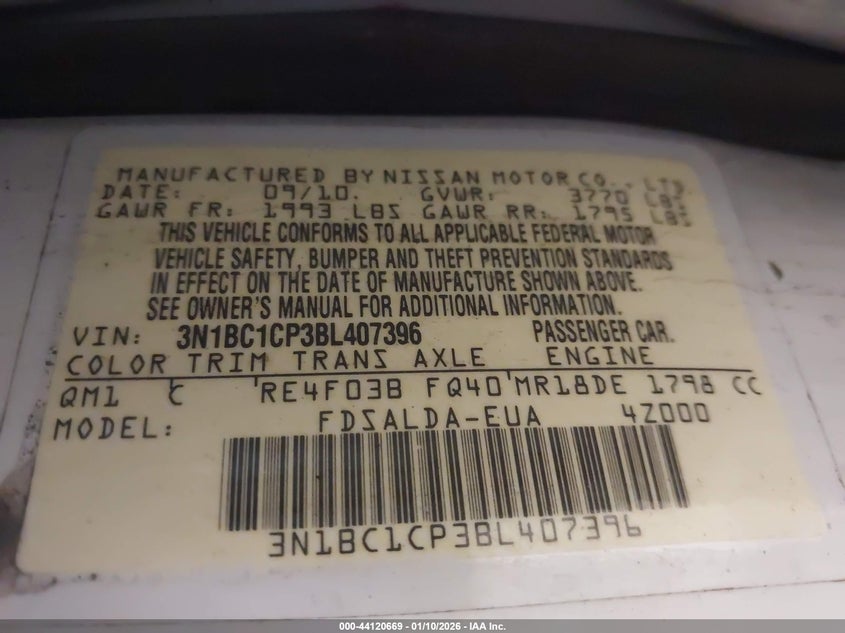 MANUFACTURED BY NISSAN MOTOR CO., LTD
DATE: 09/10. GVWR: 3770 LBS
GAWR FR: 1993 LBS GAWR RR: 1795 LBS
THIS VEHICLE CONFORMS TO ALL APPLICABLE FEDERAL MOTOR
VEHICLE SAFETY, BUMPER AND THEFT PREVENTION STANDARDS
IN EFFECT ON THE DATE OF MANUFACTURE SHOWN ABOVE.
SEE OWNER'S MANUAL FOR ADDITIONAL INFORMATION.
VIN: 3N1BC1CP3BL407396 PASSENGER CAR.
COLOR TRIM TRANS AXLE ENGINE
QM1 C RE4F03B FQ40 MR18DE 1798 CC
MODEL: FDSALDA-EUA 4Z000
3N1BC1CP3BL407396
000-44120669 - 01/10/2026 - IAA Inc.